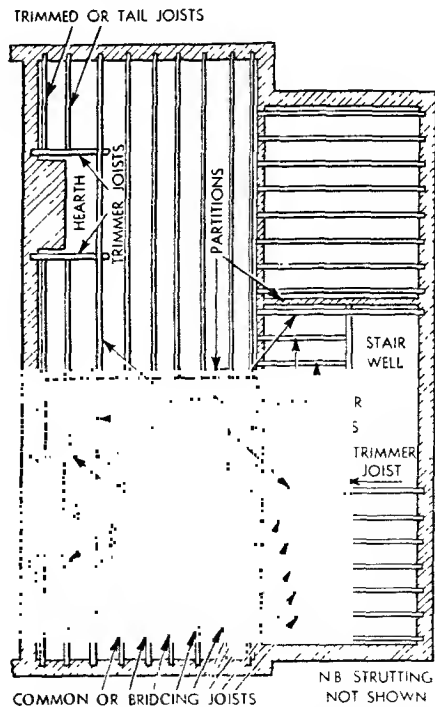 TRIMMED OR TAIL JOISTS
HEARTH
TRIMMER JOISTS
PARTITIONS
STAIR
WELL
R
S
TRIMMER
JOIST
COMMON OR BRIDGING JOISTS
N B STRUTTING
NOT SHOWN